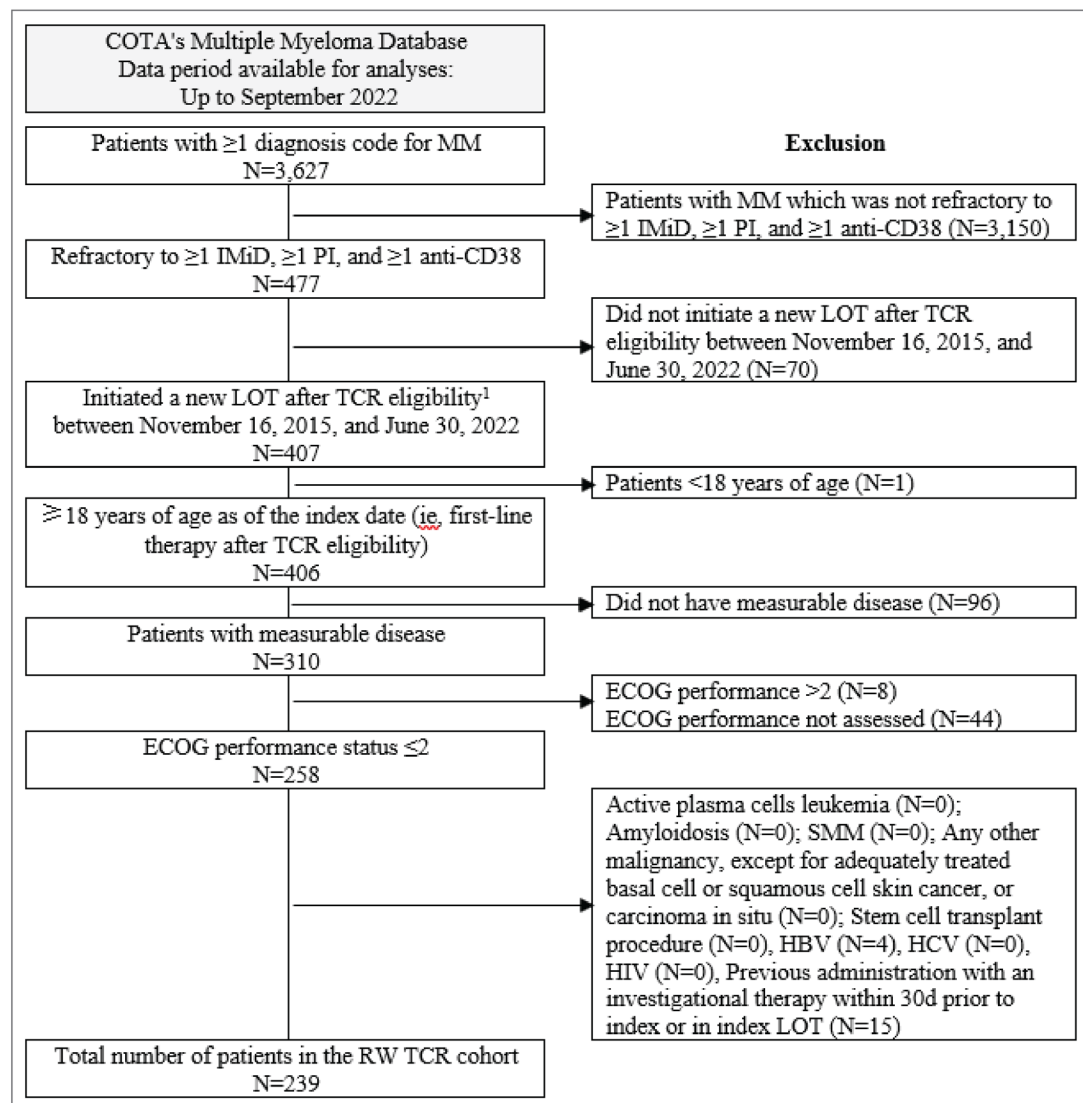 COTA's Multiple Myeloma Database
Data period available for analyses:
Up to September 2022
Patients with ≥1 diagnosis code for MM
N=3,627
Exclusion
Patients with MM which was not refractory to
≥1 IMiD, ≥1 PI, and ≥1 anti-CD38 (N=3,150)
Refractory to ≥1 IMiD, ≥1 PI, and ≥1 anti-CD38
N=477
Did not initiate a new LOT after TCR
eligibility between November 16, 2015, and
June 30, 2022 (N=70)
Initiated a new LOT after TCR eligibility¹
between November 16, 2015, and June 30, 2022
N=407
Patients <18 years of age (N=1)
≥18 years of age as of the index date (ie, first-line
therapy after TCR eligibility)
N=406
Did not have measurable disease (N=96)
Patients with measurable disease
N=310
ECOG performance >2 (N=8)
ECOG performance not assessed (N=44)
ECOG performance status ≤2
N=258
Active plasma cells leukemia (N=0);
Amyloidosis (N=0); SMM (N=0); Any other
malignancy, except for adequately treated
basal cell or squamous cell skin cancer, or
carcinoma in situ (N=0); Stem cell transplant
procedure (N=0), HBV (N=4), HCV (N=0),
HIV (N=0), Previous administration with an
investigational therapy within 30d prior to
index or in index LOT (N=15)
Total number of patients in the RW TCR cohort
N=239